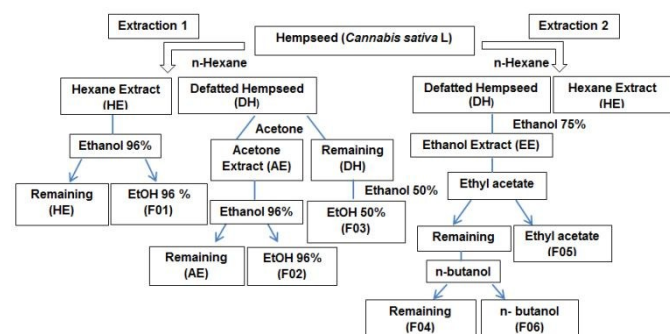 Extraction 1
Extraction 2
Hempseed (Cannabis sativa L)
n-Hexane
n-Hexane
Hexane Extract
(HE)
Defatted Hempseed
(DH)
Defatted Hempseed
(DH)
Hexane Extract
(HE)
Ethanol 96%
Acetone
Ethanol 75%
Acetone
Extract (AE)
Remaining
(DH)
Ethanol Extract (EE)
Remaining
(HE)
EtOH 96 %
(F01)
Ethanol 50%
Ethyl acetate
Ethanol 96%
EtOH 50%
(F03)
Remaining
Ethyl acetate
(F05)
Remaining
(AE)
EtOH 96%
(F02)
n-butanol
Remaining
(F04)
n- butanol
(F06)